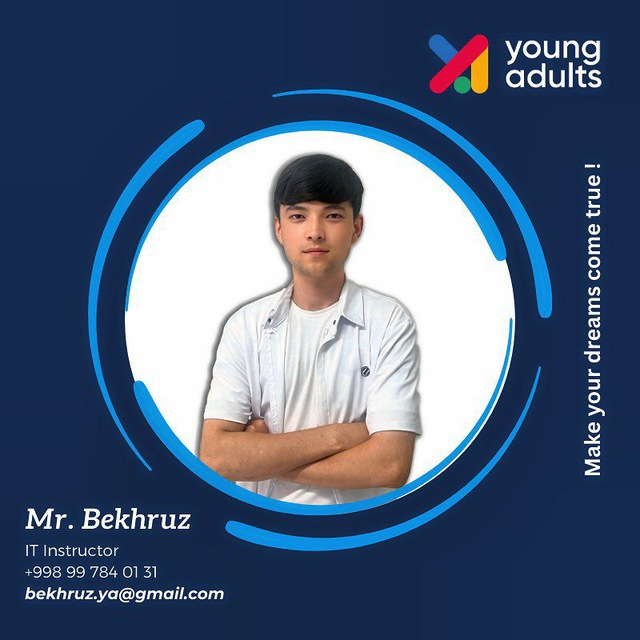 young
adults
Make your dreams come true !
Mr. Bekhruz
IT Instructor
+998 99 784 01 31
bekhruz.ya@gmail.com